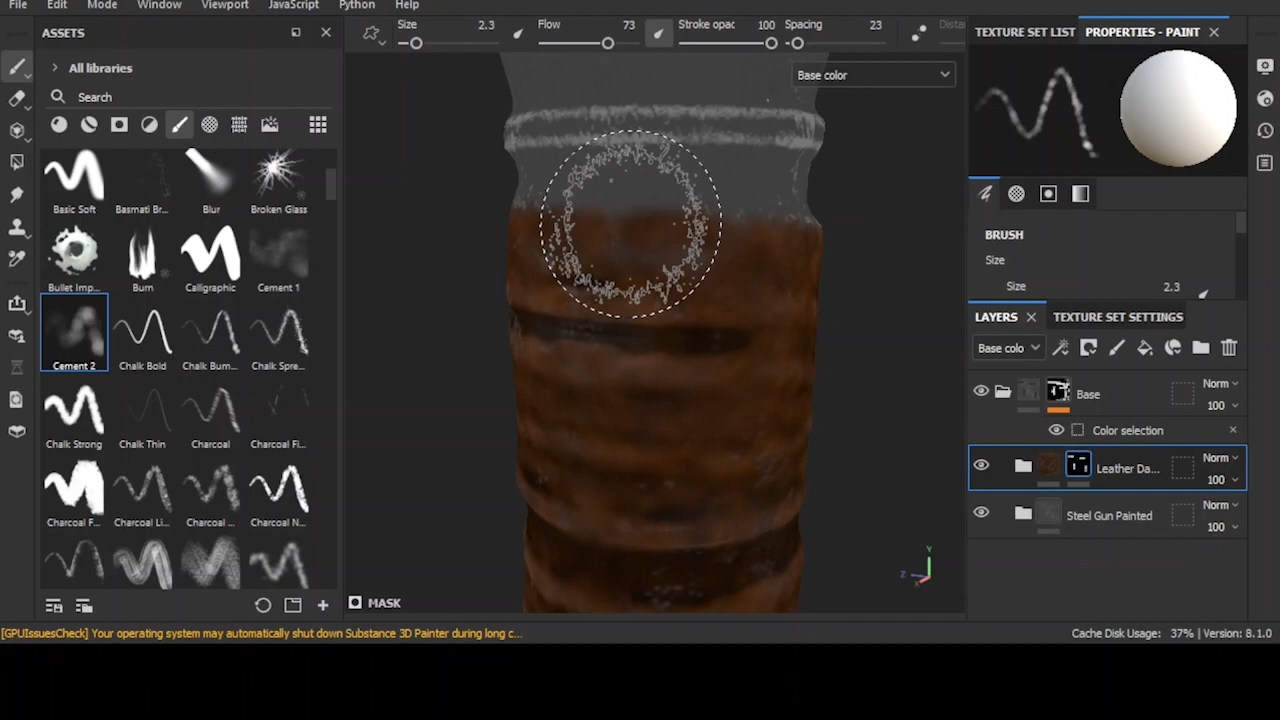 File Edit Mode Window Viewport JavaScript Python Help
ASSETS
All libraries
Search
Basic Soft Basmati Br... Blur Broken Glass
Bullet Imp... Burn Calligraphic Cement 1
Cement 2 Chalk Bold Chalk Bum... Chalk Spre...
Chalk Strong Chalk Thin Charcoal Charcoal Fi...
Charcoal F... Charcoal Li... Charcoal ... Charcoal N...
Size 2.3 Flow 73 Stroke opac 100 Spacing 23 Dista
Base color
MASK
Y
Z
TEXTURE SET LIST PROPERTIES - PAINT
BRUSH
Size
Size 2.3
LAYERS TEXTURE SET SETTINGS
Base colo
Base Norm
100
Color selection
Leather Da... Norm
100
Steel Gun Painted Norm
100
[GPUIssuesCheck] Your operating system may automatically shut down Substance 3D Painter during long c...
Cache Disk Usage: 37% | Version: 8.1.0